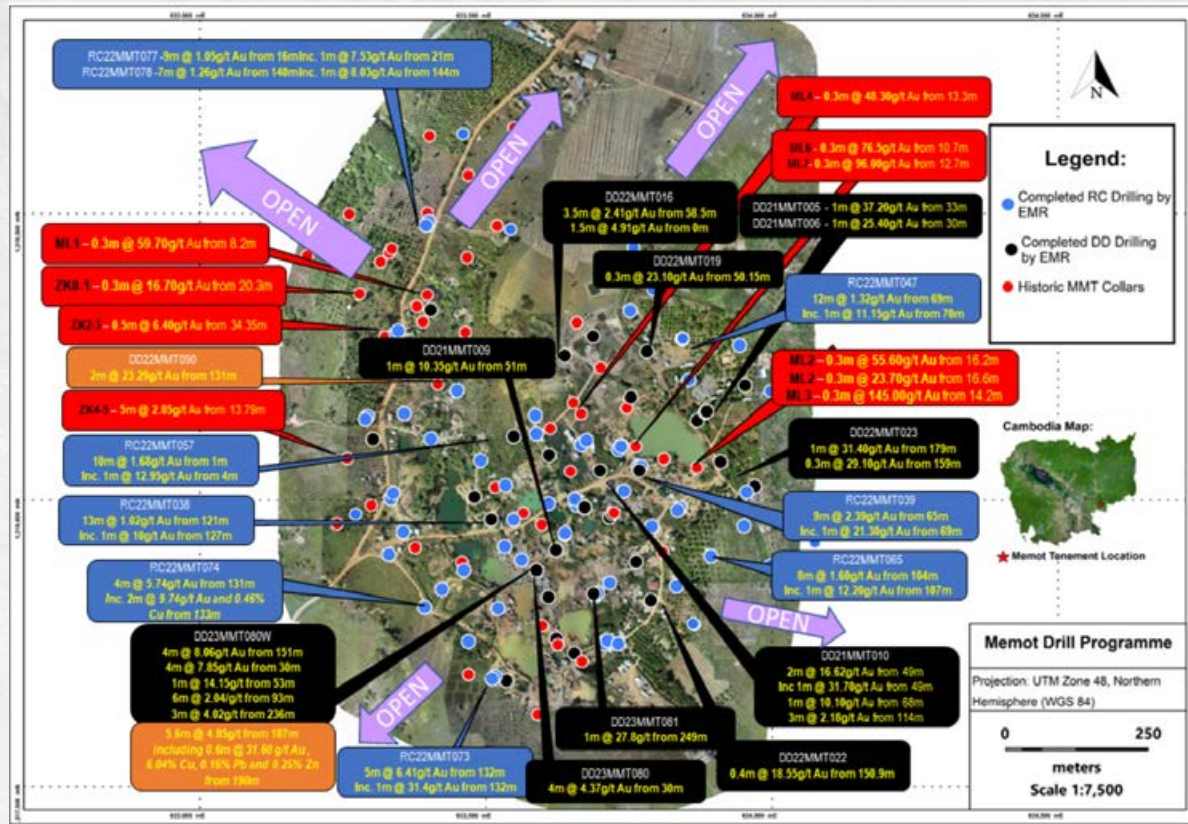 RC22MMT077 -9m @ 1.05g/t Au from 16mInc. 1m @ 7.53g/t Au from 21m
RC22MMT078 -7m @ 1.26g/t Au from 140mInc. 1m @ 8.03g/t Au from 144m
OPEN
OPEN
OPEN
ML4 – 0.3m @ 48.30g/t Au from 13.3m
ML6 – 0.3m @ 76.5g/t Au from 10.7m
0.3m @ 96.00g/t Au from 12.7m
N
Legend:
Completed RC Drilling by
EMR
Completed DD Drilling
by EMR
Historic MMT Collars
DD22MMT016
3.5m @ 2.41g/t Au from 58.5m
1.5m @ 4.91g/t Au from 0m
DD21MMT005 - 1m @ 37.20g/t Au from 33m
DD21MMT006 - 1m @ 25.40g/t Au from 30m
ML1 – 0.3m @ 59.70g/t Au from 8.2m
DD22MMT019
0.3m @ 23.10g/t Au from 50.15m
ZK0-1 – 0.3m @ 16.70g/t Au from 20.3m
RC22MMT047
12m @ 1.32g/t Au from 69m
Inc. 1m @ 11.15g/t Au from 70m
ZK2-3 – 0.5m @ 6.40g/t Au from 34.35m
DD21MMT009
1m @ 10.35g/t Au from 51m
DD22MMT090
2m @ 23.29g/t Au from 131m
ML2 – 0.3m @ 55.60g/t Au from 16.2m
ML2 – 0.3m @ 23.70g/t Au from 16.6m
ML3 – 0.3m @ 145.00g/t Au from 14.2m
ZK4-5 – 5m @ 2.85g/t Au from 13.79m
Cambodia Map:
Memot Tenement Location
RC22MMT057
10m @ 1.68g/t Au from 1m
Inc. 1m @ 12.95g/t Au from 4m
DD22MMT023
1m @ 31.40g/t Au from 179m
0.3m @ 29.10g/t Au from 159m
RC22MMT038
13m @ 1.02g/t Au from 121m
Inc. 1m @ 10g/t Au from 127m
RC22MMT039
9m @ 2.39g/t Au from 65m
Inc. 1m @ 21.30g/t Au from 69m
RC22MMT074
4m @ 5.74g/t Au from 131m
Inc. 2m @ 9.74g/t Au and 0.46%
Cu from 133m
RC22MMT065
8m @ 1.60g/t Au from 104m
Inc. 1m @ 12.20g/t Au from 107m
OPEN
DD23MMT080W
4m @ 8.06g/t Au from 151m
4m @ 7.85g/t Au from 30m
1m @ 14.15g/t from 53m
6m @ 2.04/g/t from 93m
3m @ 4.02g/t from 236m
5.6m @ 4.85g/t from 187m
including 0.6m @ 31.60 g/t Au ,
6.04% Cu, 0.16% Pb and 0.25% Zn
from 190m
OPEN
DD21MMT010
2m @ 16.62g/t Au from 49m
Inc 1m @ 31.70g/t Au from 49m
1m @ 10.10g/t Au from 68m
3m @ 2.18g/t Au from 114m
DD23MMT081
1m @ 27.8g/t from 249m
RC22MMT073
5m @ 6.41g/t Au from 132m
Inc. 1m @ 31.4g/t Au from 132m
DD23MMT080
4m @ 4.37g/t Au from 30m
DD22MMT022
0.4m @ 18.55g/t Au from 150.9m
Memot Drill Programme
Projection: UTM Zone 48, Northern
Hemisphere (WGS 84)
0 250
meters
Scale 1:7,500